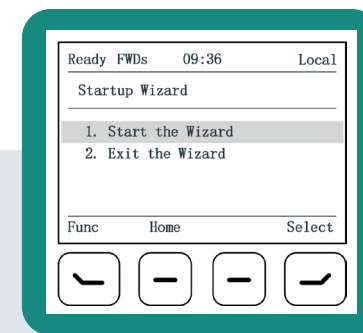 Ready FWDs 09:36 Local
Startup Wizard
1. Start the Wizard
2. Exit the Wizard
Func Home Select